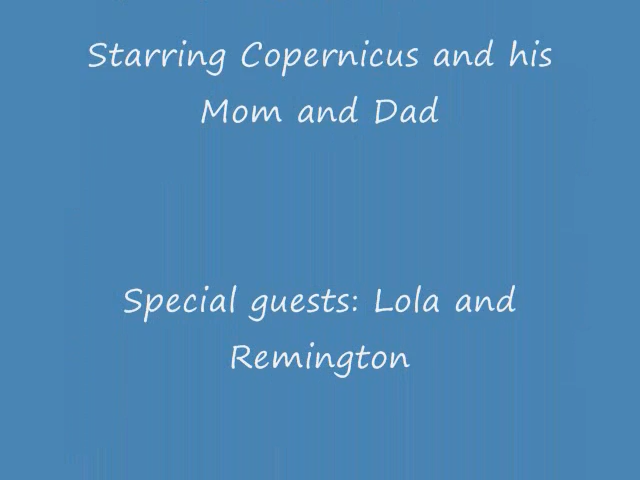 Starring Copernicus and his
Mom and Dad
Special guests: Lola and
Remington